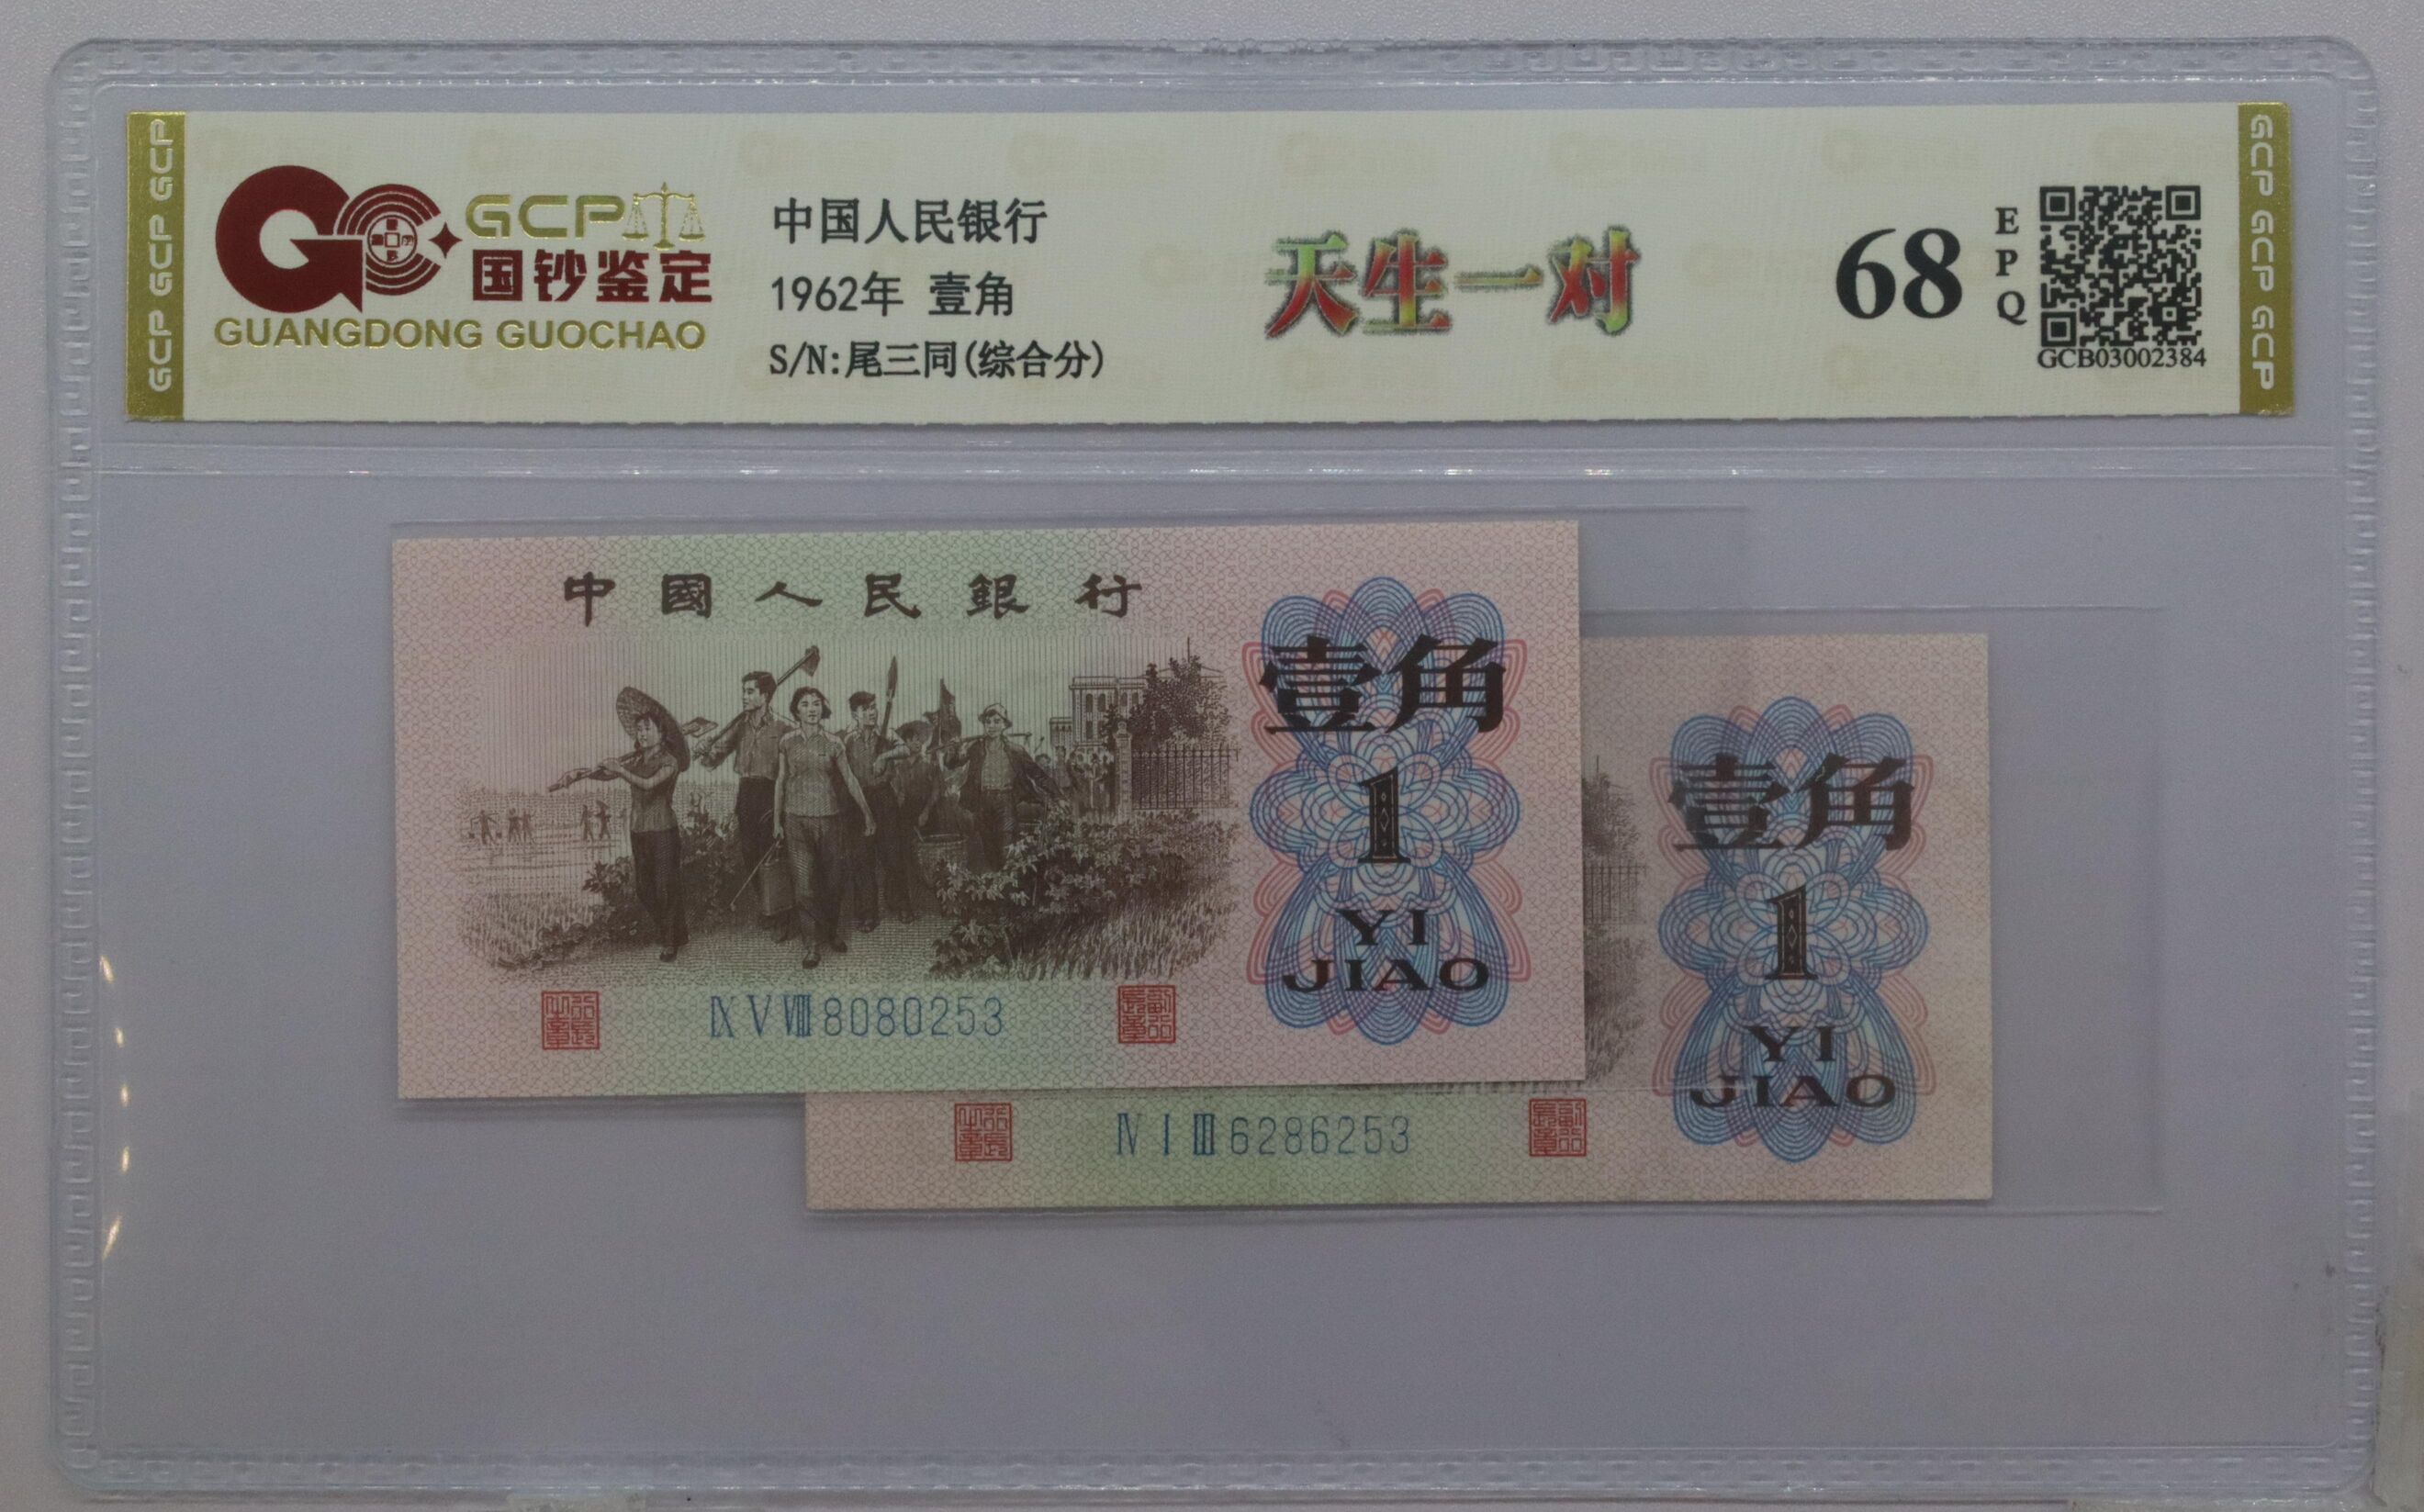 GCP GCP GCP
GCP
国钞鉴定
GUANGDONG GUOCHAO
中国人民银行
1962年 壹角
S/N:尾三同(综合分)
天生一对
68
EPQ
GCB03002384
GCP GCP GCP
中國人民銀行
壹角
1
YI
JIAO
ⅨⅤⅧ8080253
壹角
1
YI
JIAO
ⅣⅠⅢ6286253